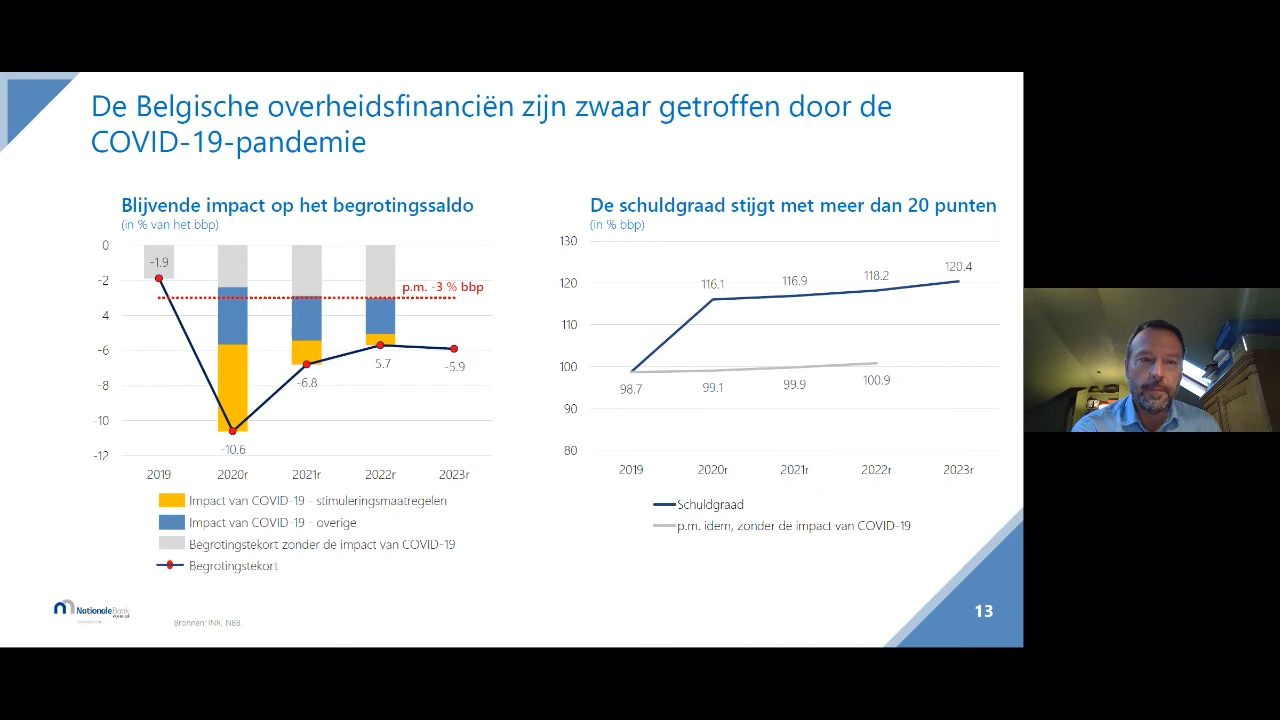 De Belgische overheidsfinanciën zijn zwaar getroffen door de
COVID-19-pandemie
Blijvende impact op het begrotingssaldo
(in % van het bbp)
0
-2
4
-6
-8
-10
-12
-1.9
p.m. -3 % bbp
-10.6
-6.8
5.7
-5.9
2019
2020r
2021r
2022r
2023r
Impact van COVID-19 - stimuleringsmaatregelen
Impact van COVID-19 - overige
Begrotingstekort zonder de impact van COVID-19
Begrotingstekort
De schuldgraad stijgt met meer dan 20 punten
(in % bbp)
130
120
110
100
90
80
116.1
116.9
118.2
120.4
98.7
99.1
99.9
100.9
2019
2020r
2021r
2022r
2023r
Schuldgraad
p.m. idem, zonder de impact van COVID-19
NationaleBank
Bronnen: INR, NBB.
13